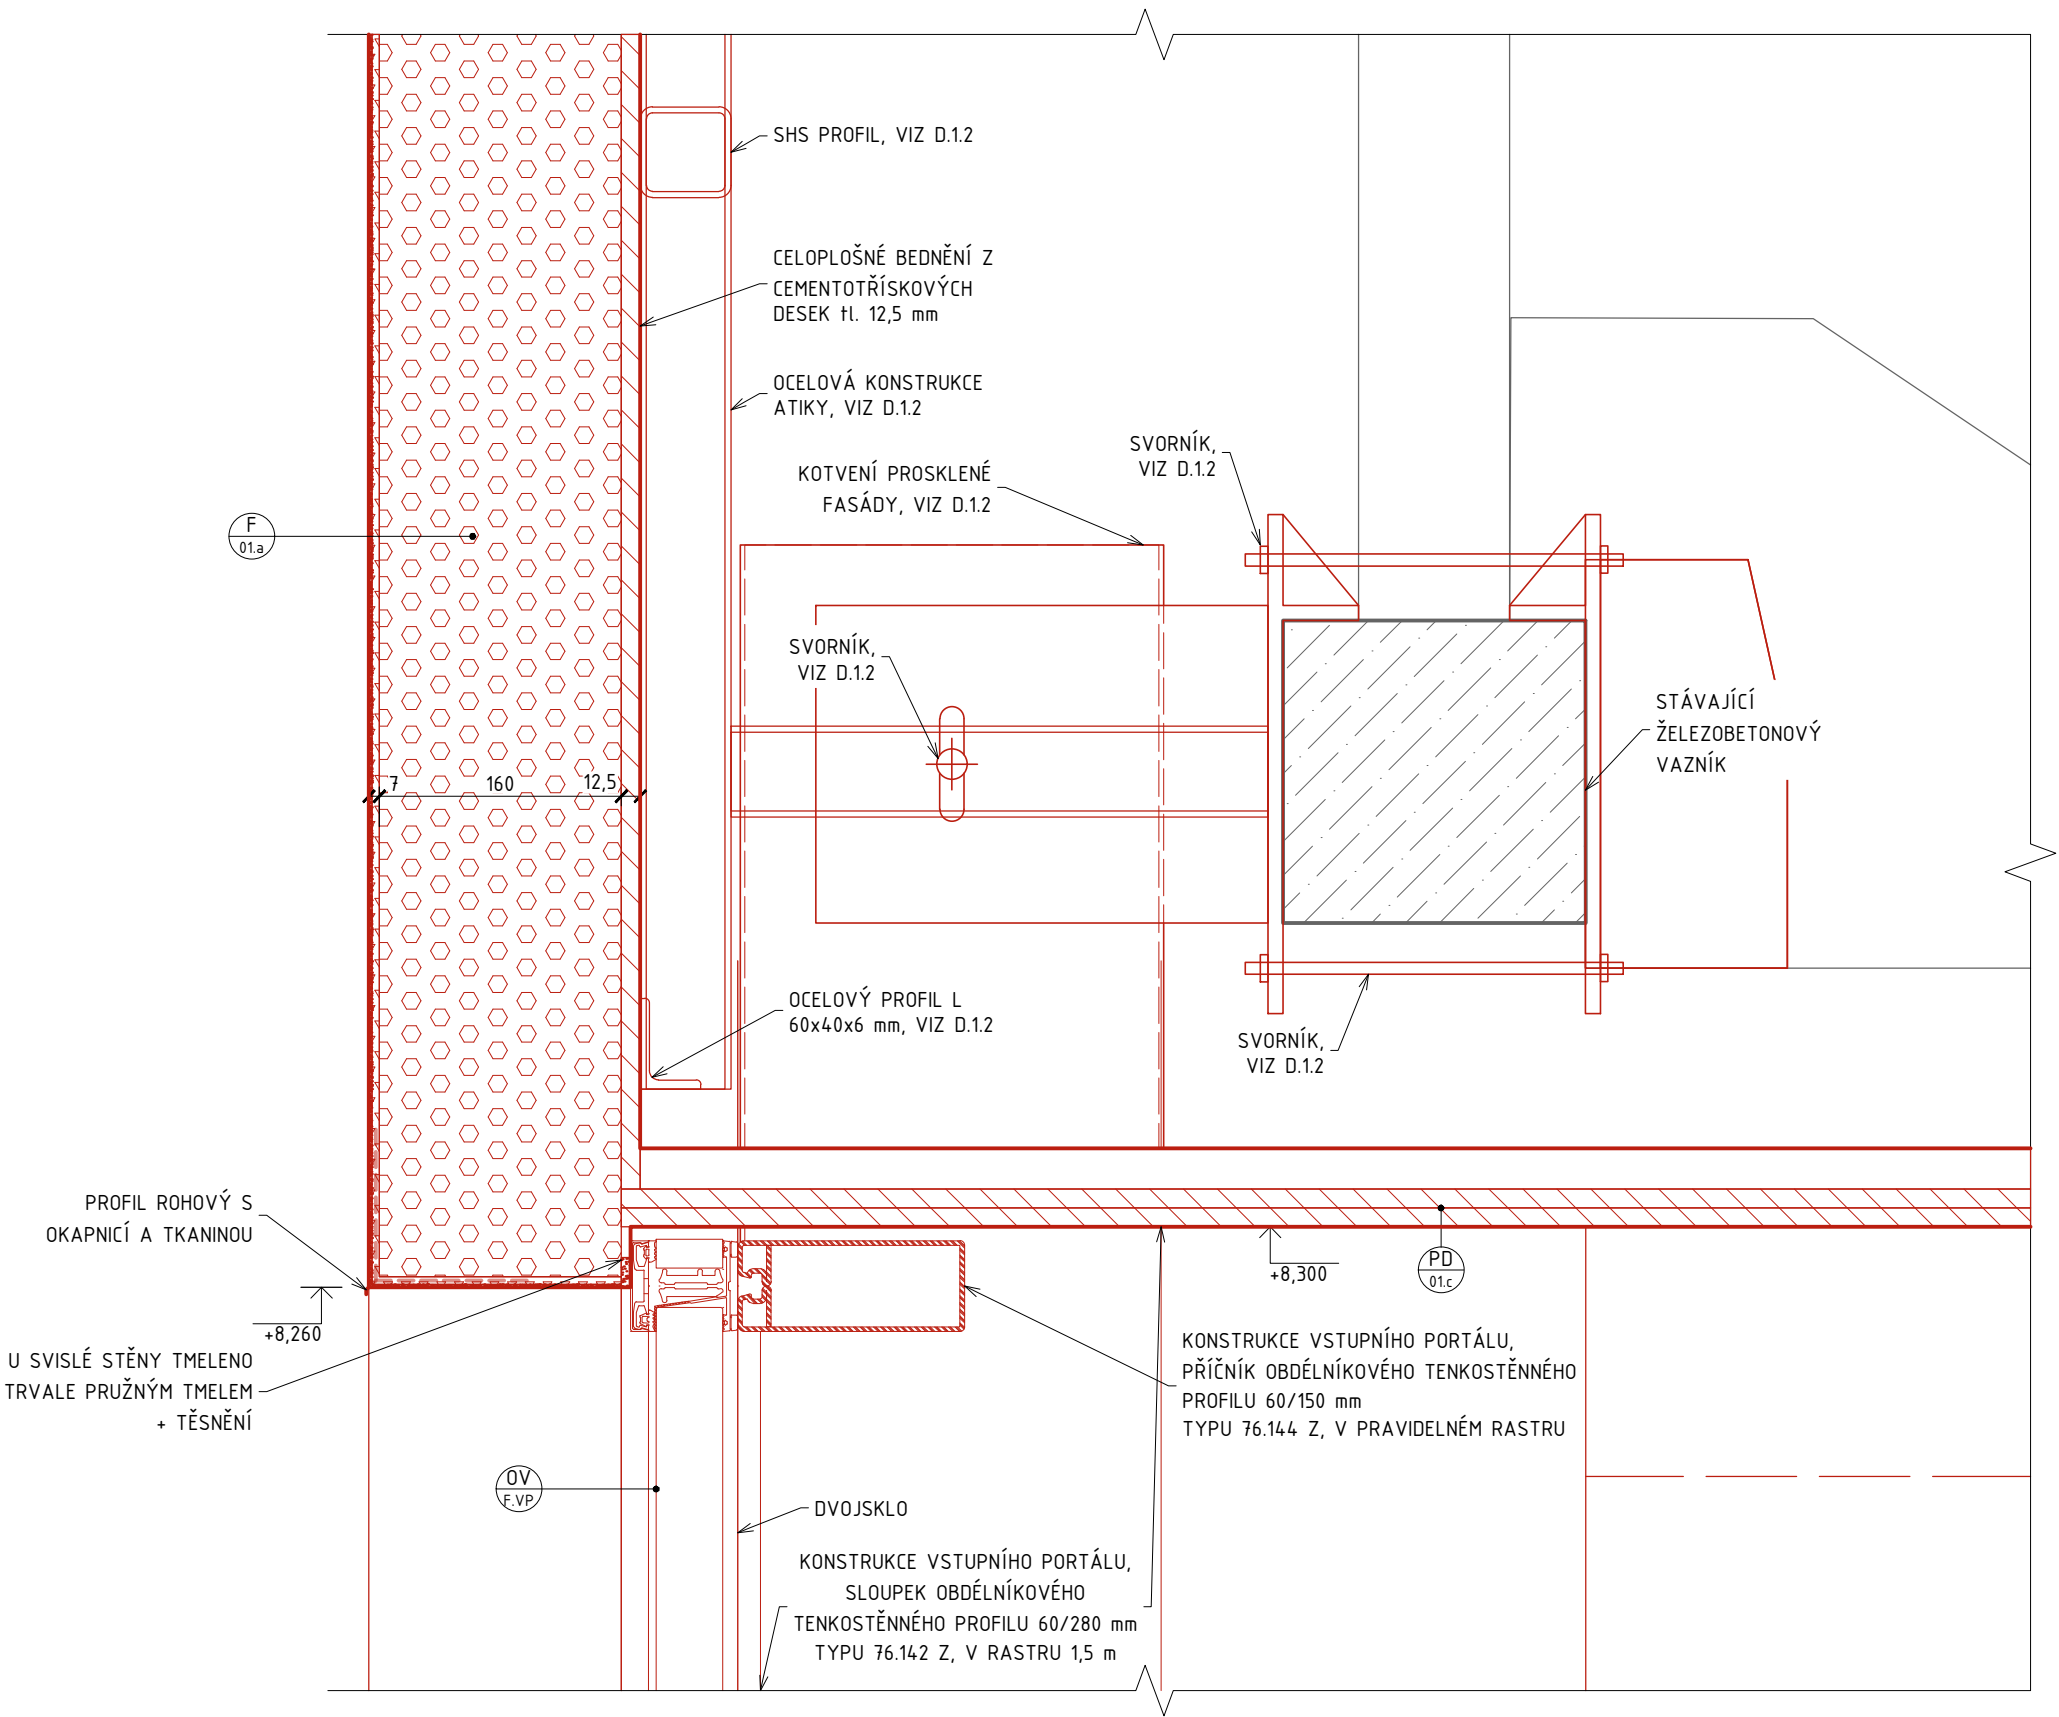 SHS PROFIL, VIZ D.1.2
CELOPLOŠNÉ BEDNĚNÍ Z
CEMENTOTŘÍSKOVÝCH
DESEK tl. 12,5 mm
OCELOVÁ KONSTRUKCE
ATIKY, VIZ D.1.2
SVORNÍK,
VIZ D.1.2
KOTVENÍ PROSKLENÉ
FASÁDY, VIZ D.1.2
F
01.a
SVORNÍK,
VIZ D.1.2
STÁVAJÍCÍ
ŽELEZOBETONOVÝ
VAZNÍK
7
160
12,5
OCELOVÝ PROFIL L
60x40x6 mm, VIZ D.1.2
SVORNÍK,
VIZ D.1.2
PROFIL ROHOVÝ S
OKAPNICÍ A TKANINOU
+8,300
PD
01.c
+8,260
U SVISLÉ STĚNY TMELENO
TRVALE PRUŽNÝM TMELEM
+ TĚSNĚNÍ
KONSTRUKCE VSTUPNÍHO PORTÁLU,
PŘÍČNÍK OBDÉLNÍKOVÉHO TENKOSTĚNNÉHO
PROFILU 60/150 mm
TYPU 76.144 Z, V PRAVIDELNÉM RASTRU
OV
F.VP
DVOJSKLO
KONSTRUKCE VSTUPNÍHO PORTÁLU,
SLOUPEK OBDÉLNÍKOVÉHO
TENKOSTĚNNÉHO PROFILU 60/280 mm
TYPU 76.142 Z, V RASTRU 1,5 m